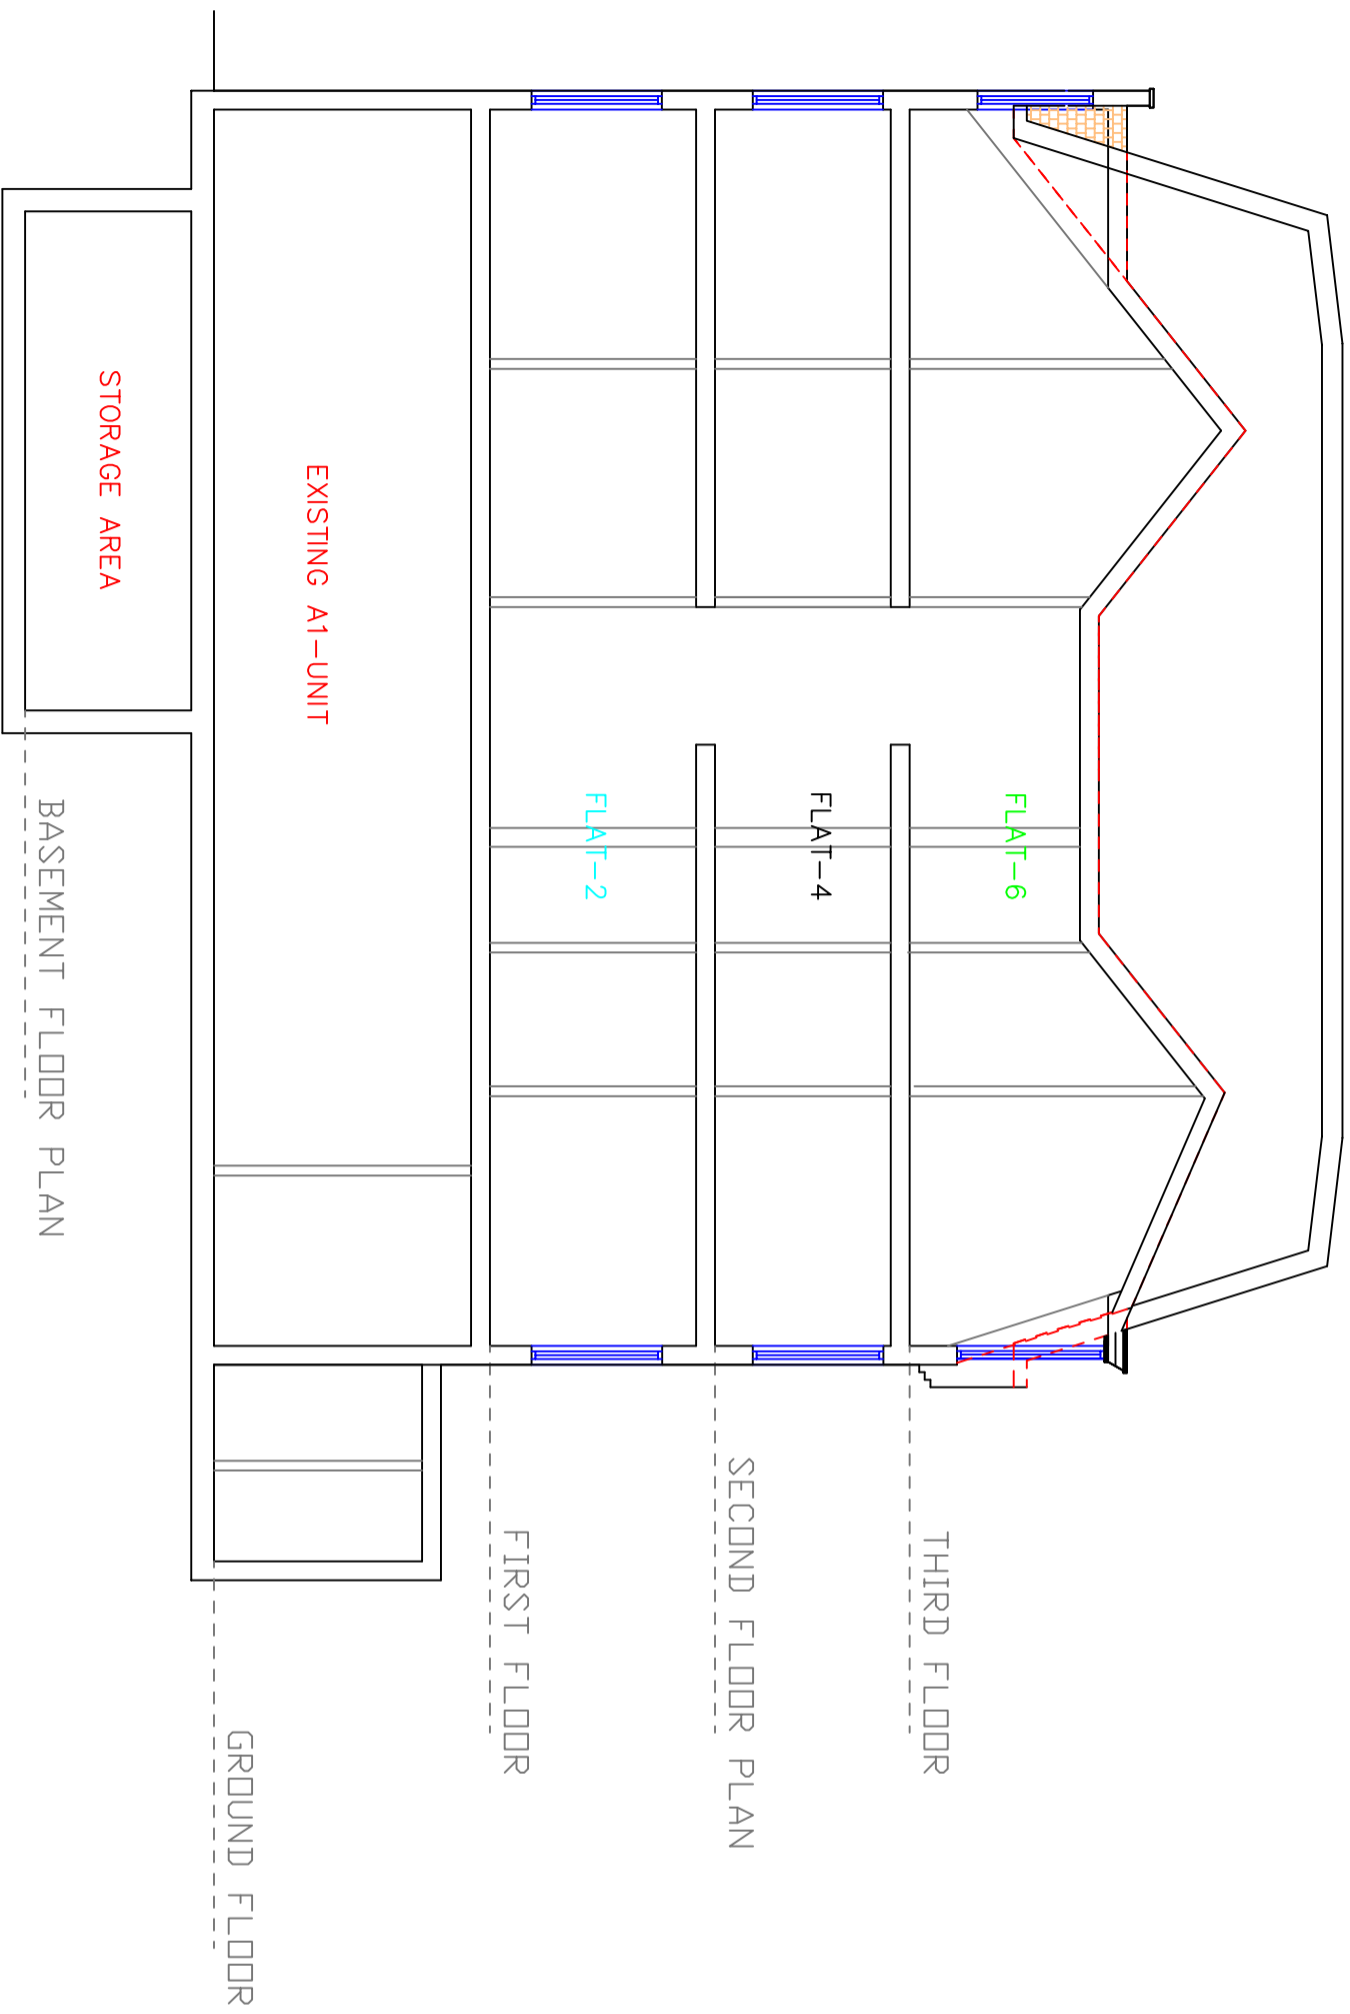 FLAT-6
THIRD FLOOR
FLAT-4
SECOND FLOOR PLAN
FLAT-2
FIRST FLOOR
EXISTING A1-UNIT
GROUND FLOOR
STORAGE AREA
BASEMENT FLOOR PLAN